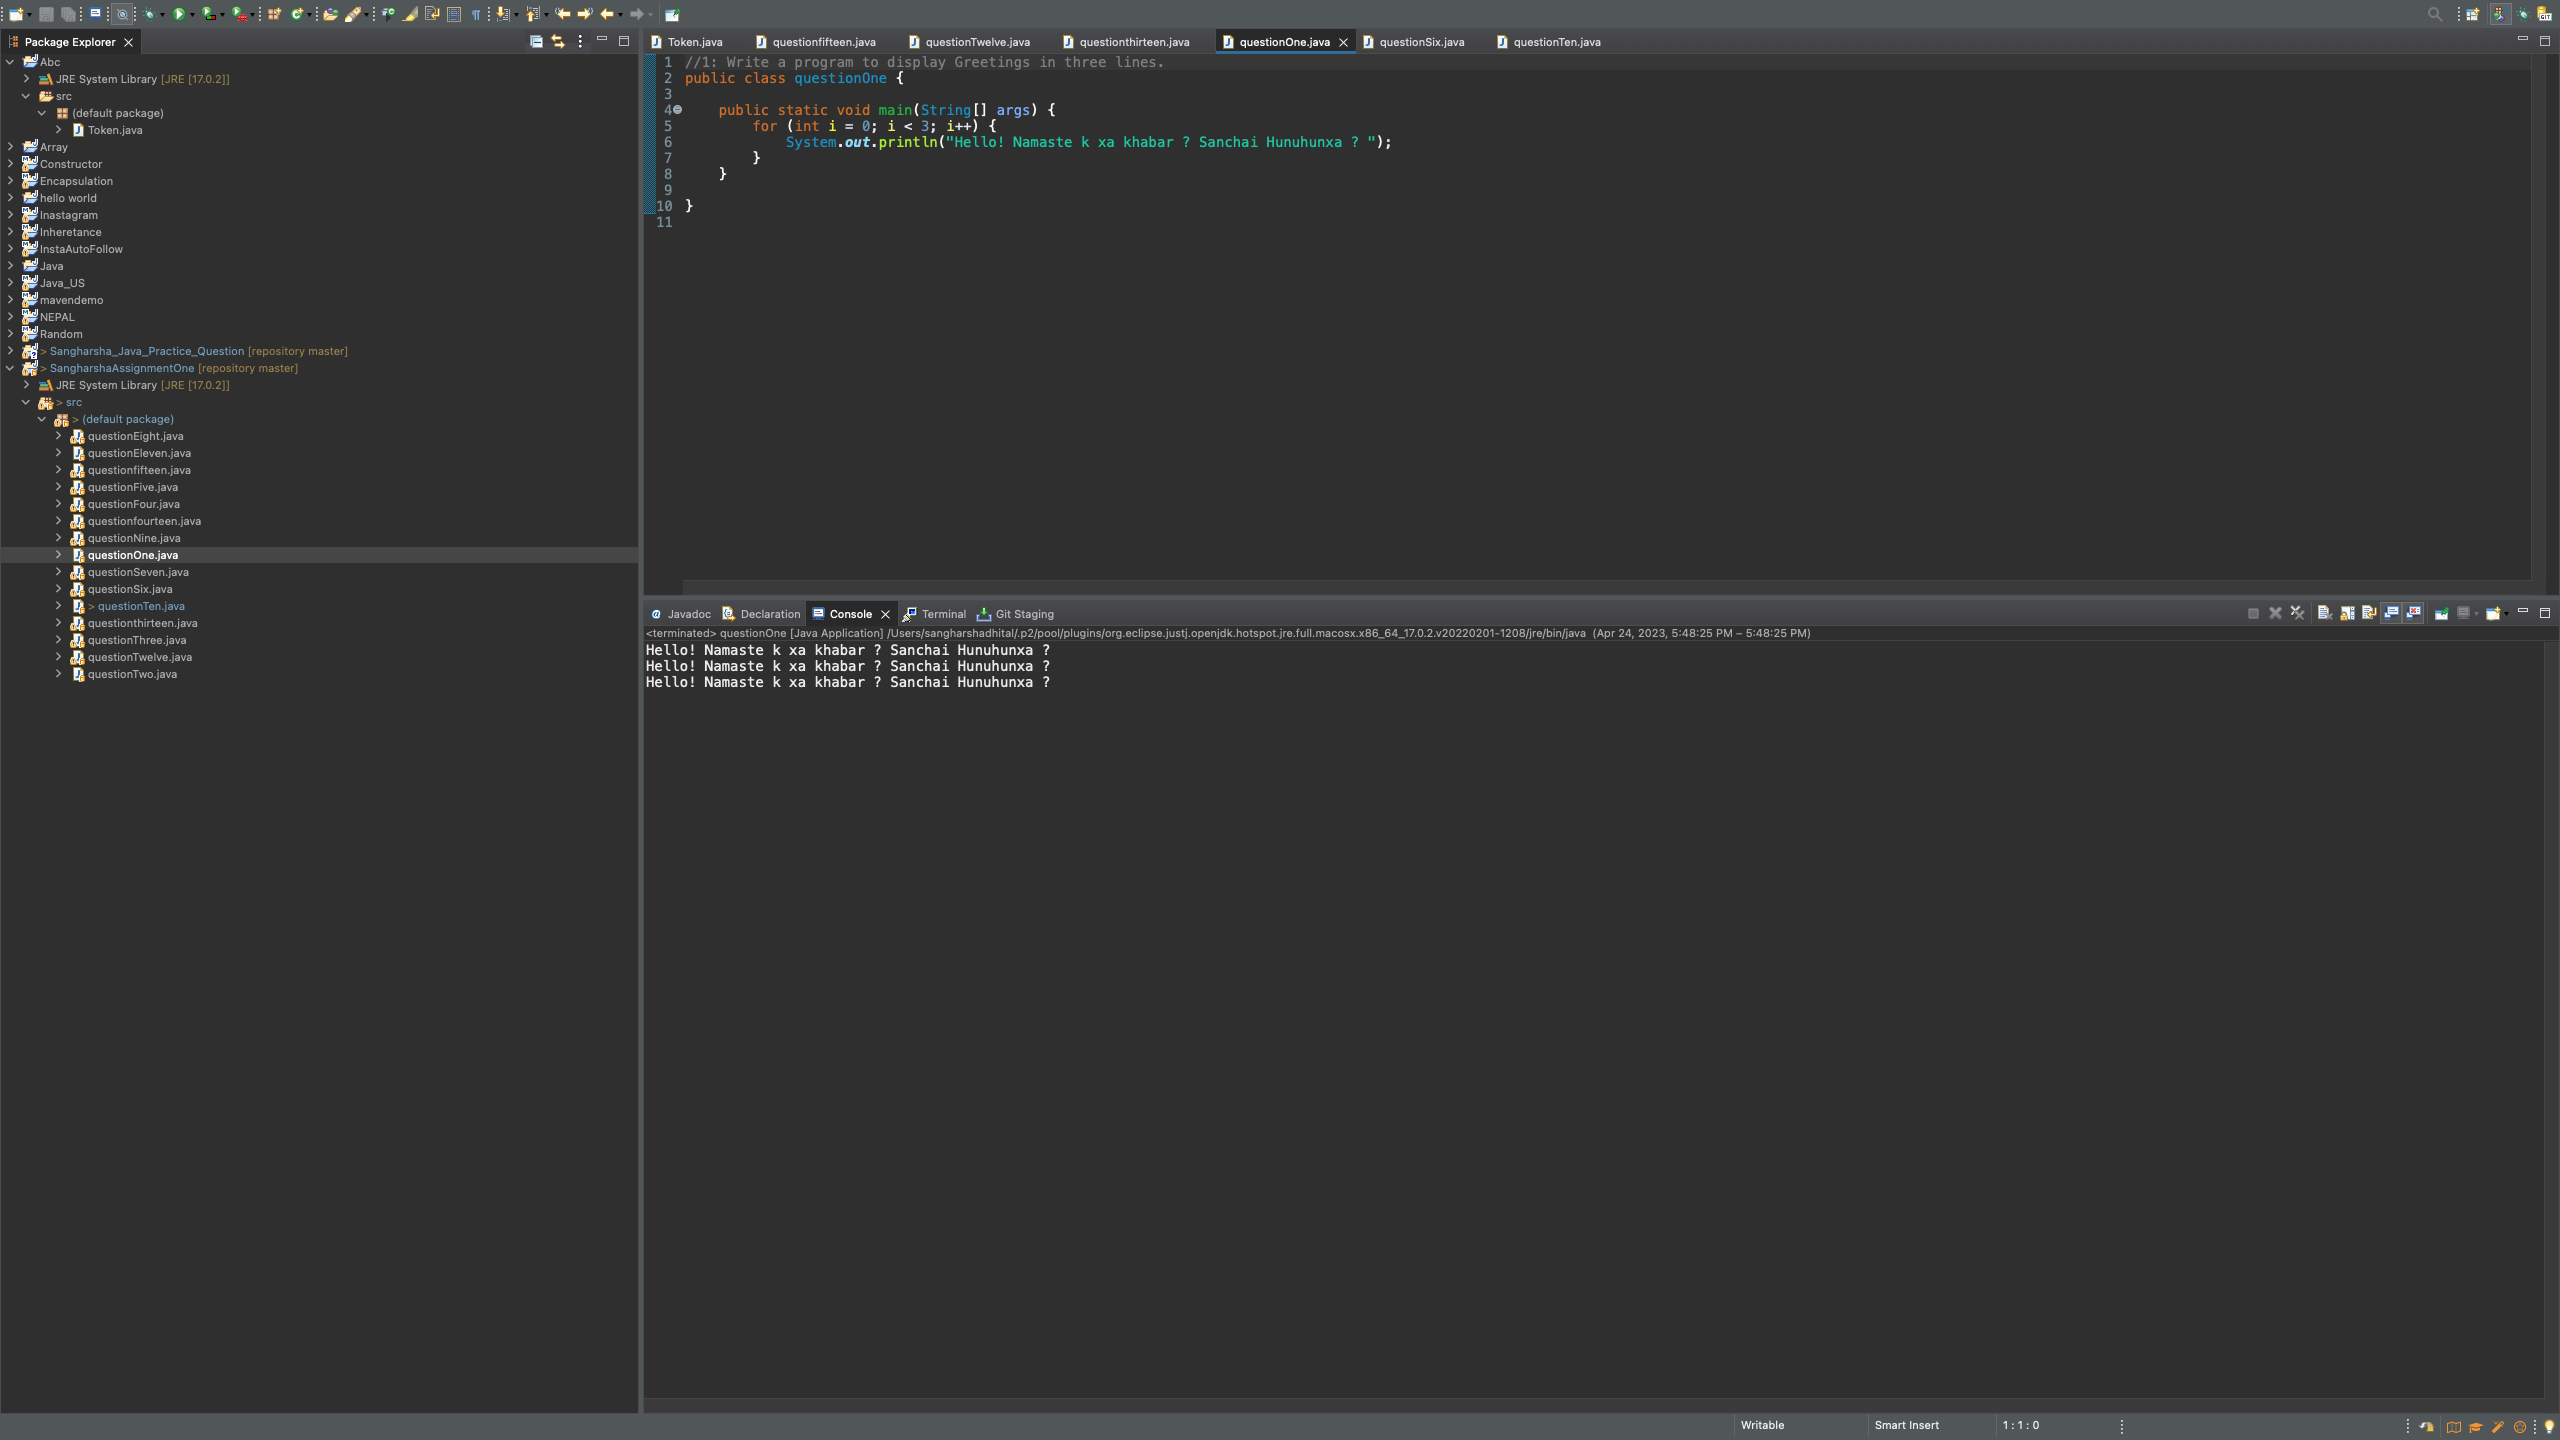 Package Explorer
Abc
JRE System Library [JRE [17.0.2]]
src
(default package)
Token.java
Array
Constructor
Encapsulation
hello world
Inastagram
Inheretance
InstaAutoFollow
Java
Java_US
mavendemo
NEPAL
Random
> Sangharsha_Java_Practice_Question [repository master]
> SangharshaAssignmentOne [repository master]
JRE System Library [JRE [17.0.2]]
> src
> (default package)
questionEight.java
questionEleven.java
questionfifteen.java
questionFive.java
questionFour.java
questionfourteen.java
questionNine.java
questionOne.java
questionSeven.java
questionSix.java
> questionTen.java
questionthirteen.java
questionThree.java
questionTwelve.java
questionTwo.java
Token.java questionfifteen.java questionTwelve.java questionthirteen.java questionOne.java questionSix.java questionTen.java
1 //1: Write a program to display Greetings in three lines.
2 public class questionOne {
3
4 public static void main(String[] args) {
5 for (int i = 0; i < 3; i++) {
6 System.out.println("Hello! Namaste k xa khabar ? Sanchai Hunuhunxa ? ");
7 }
8 }
9
10 }
11
Javadoc Declaration Console Terminal Git Staging
<terminated> questionOne [Java Application] /Users/sangharshadhital/.p2/pool/plugins/org.eclipse.justj.openjdk.hotspot.jre.full.macosx.x86_64_17.0.2.v20220201-1208/jre/bin/java (Apr 24, 2023, 5:48:25 PM – 5:48:25 PM)
Hello! Namaste k xa khabar ? Sanchai Hunuhunxa ?
Hello! Namaste k xa khabar ? Sanchai Hunuhunxa ?
Hello! Namaste k xa khabar ? Sanchai Hunuhunxa ?
Writable Smart Insert 1 : 1 : 0